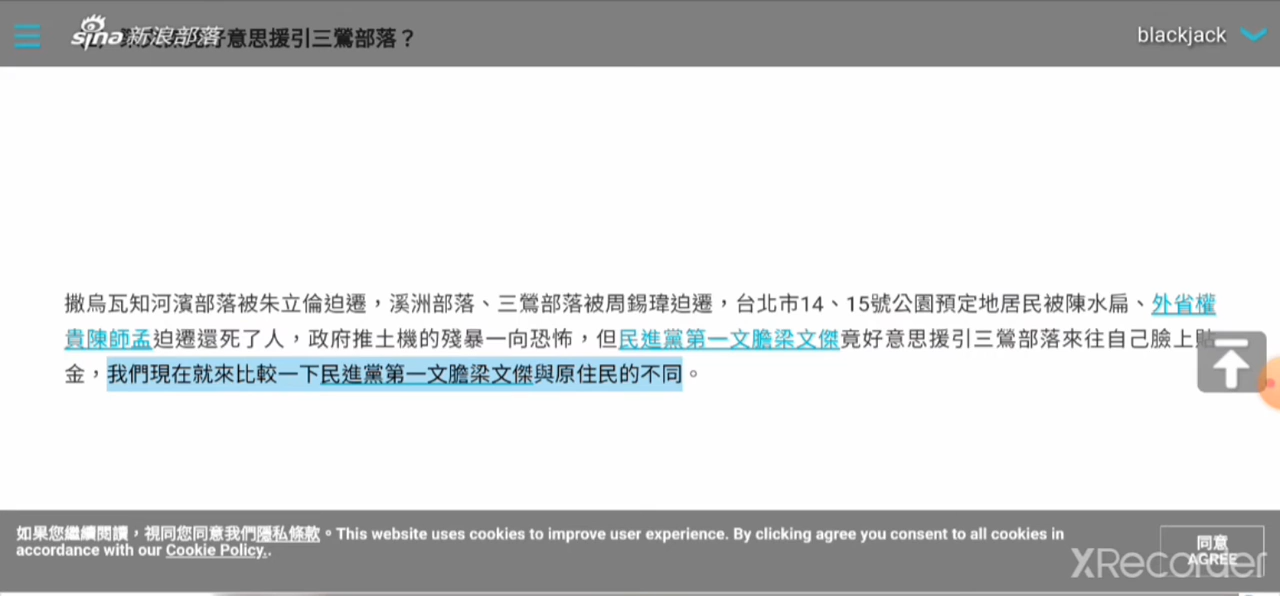 sina新浪部落
好意思援引三鶯部落？
blackjack
撒烏瓦知河濱部落被朱立倫迫遷，溪洲部落、三鶯部落被周錫瑋迫遷，台北市14、15號公園預定地居民被陳水扁、外省權
貴陳師孟迫遷還死了人，政府推土機的殘暴一向恐怖，但民進黨第一文膽梁文傑竟好意思援引三鶯部落來往自己臉上貼
金，我們現在就來比較一下民進黨第一文膽梁文傑與原住民的不同。
如果您繼續閱讀，視同您同意我們隱私條款。This website uses cookies to improve user experience. By clicking agree you consent to all cookies in
accordance with our Cookie Policy..
同意
AGREE
XRecorder